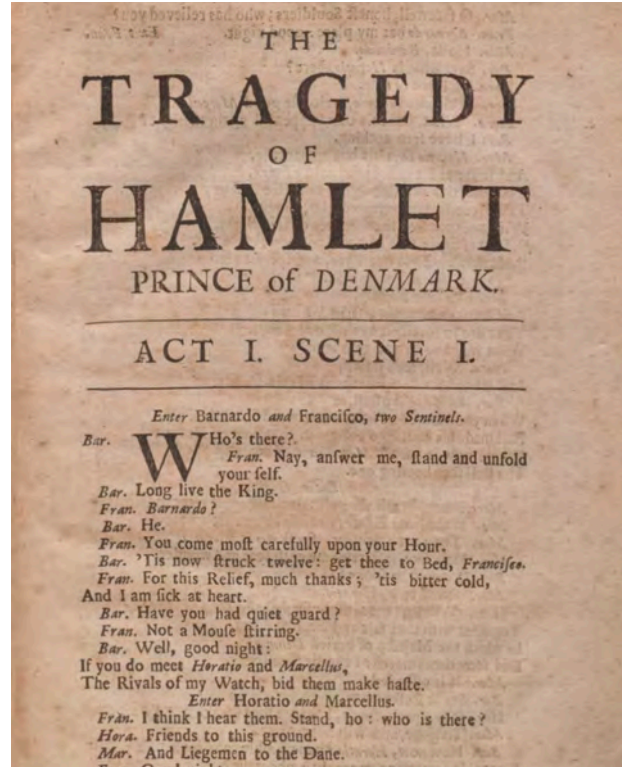 THE
TRAGEDY
OF
HAMLET
PRINCE of DENMARK.
ACT I. SCENE I.
Enter Barnardo and Franciſco, two Sentinels.
Bar. WHo's there?
Fran. Nay, anſwer me, ſtand and unfold
your ſelf.
Bar. Long live the King.
Fran. Barnardo?
Bar. He.
Fran. You come moſt carefully upon your Hour.
Bar. 'Tis now ſtruck twelve: get thee to Bed, Franciſco.
Fran. For this Relief, much thanks; 'tis bitter cold,
And I am ſick at heart.
Bar. Have you had quiet guard?
Fran. Not a Mouſe ſtirring.
Bar. Well, good night:
If you do meet Horatio and Marcellus,
The Rivals of my Watch, bid them make haſte.
Enter Horatio and Marcellus.
Fran. I think I hear them. Stand, ho: who is there?
Hora. Friends to this ground.
Mar. And Liegemen to the Dane.